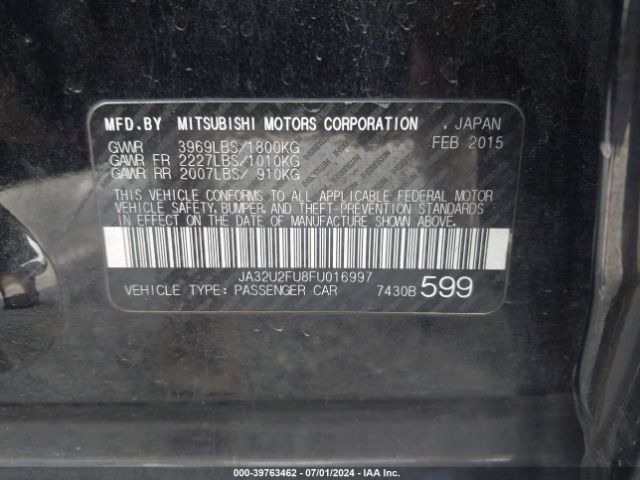 MFD.BY MITSUBISHI MOTORS CORPORATION , JAPAN
GVWR 3969LBS/1800KG FEB 2015
GAWR FR 2227LBS/1010KG
GAWR RR 2007LBS/ 910KG
THIS VEHICLE CONFORMS TO ALL APPLICABLE FEDERAL MOTOR
VEHICLE SAFETY, BUMPER, AND THEFT-PREVENTION STANDARDS
IN EFFECT ON THE DATE OF MANUFACTURE SHOWN ABOVE.
JA32U2FU8FU016997
VEHICLE TYPE: PASSENGER CAR 7430B 599
000-39763462 - 07/01/2024 - IAA Inc.